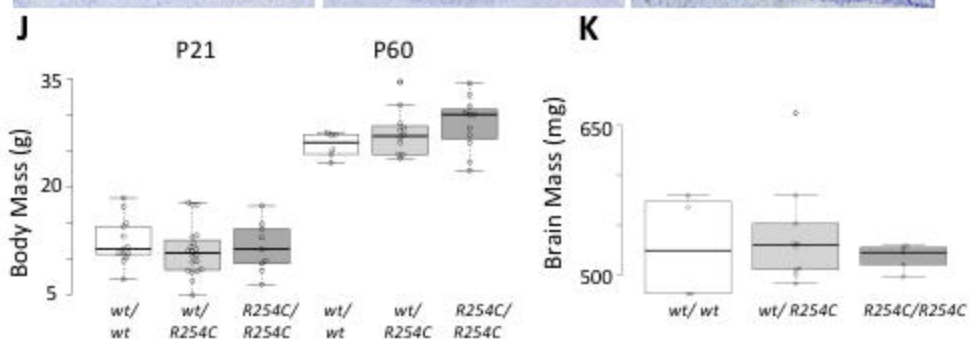 J
K
P21
P60
Body Mass (g)
35
20
5
wt/
wt
wt/
R254C
R254C/
R254C
wt/
wt
wt/
R254C
R254C/
R254C
Brain Mass (mg)
650
500
wt/ wt
wt/ R254C
R254C/R254C